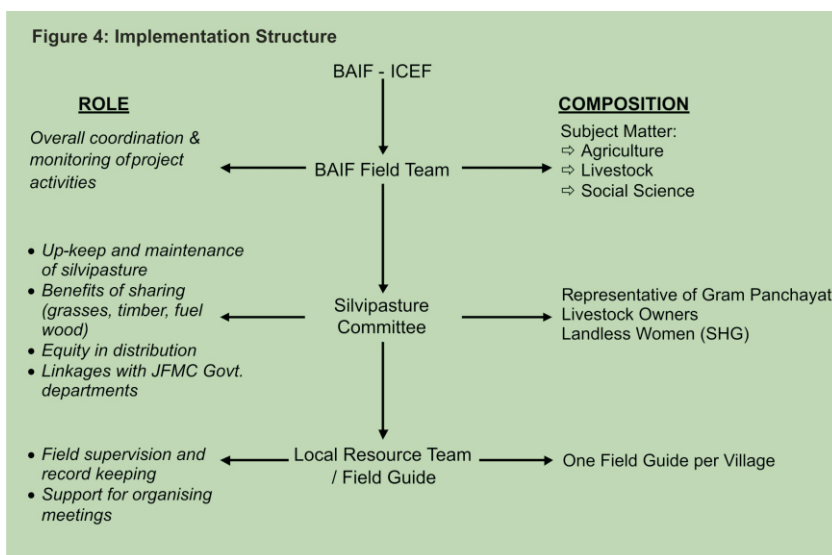 Figure 4: Implementation Structure
BAIF - ICEF
ROLE
Overall coordination &
monitoring of project
activities
BAIF Field Team
COMPOSITION
Subject Matter:
⇨ Agriculture
⇨ Livestock
⇨ Social Science
• Up-keep and maintenance
of silvipasture
• Benefits of sharing
(grasses, timber, fuel
wood)
• Equity in distribution
• Linkages with JFMC Govt.
departments
Silvipasture
Committee
Representative of Gram Panchayat
Livestock Owners
Landless Women (SHG)
• Field supervision and
record keeping
• Support for organising
meetings
Local Resource Team
/ Field Guide
One Field Guide per Village